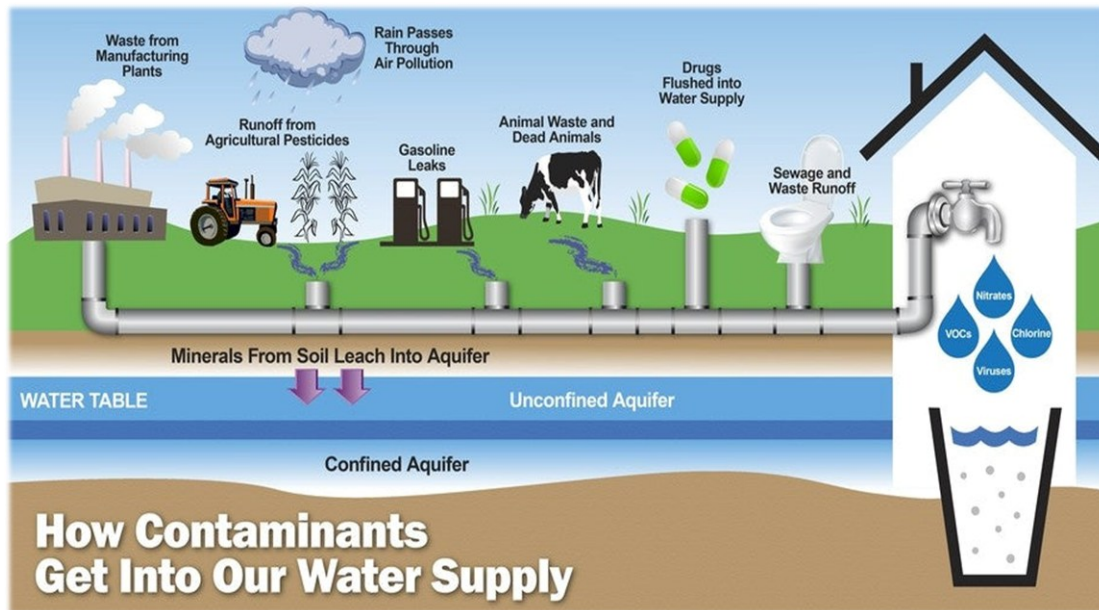 Waste from
Manufacturing
Plants
Rain Passes
Through
Air Pollution
Runoff from
Agricultural Pesticides
Gasoline
Leaks
Animal Waste and
Dead Animals
Drugs
Flushed into
Water Supply
Sewage and
Waste Runoff
Nitrates
VOCs
Chlorine
Viruses
Minerals From Soil Leach Into Aquifer
WATER TABLE
Unconfined Aquifer
Confined Aquifer
How Contaminants
Get Into Our Water Supply